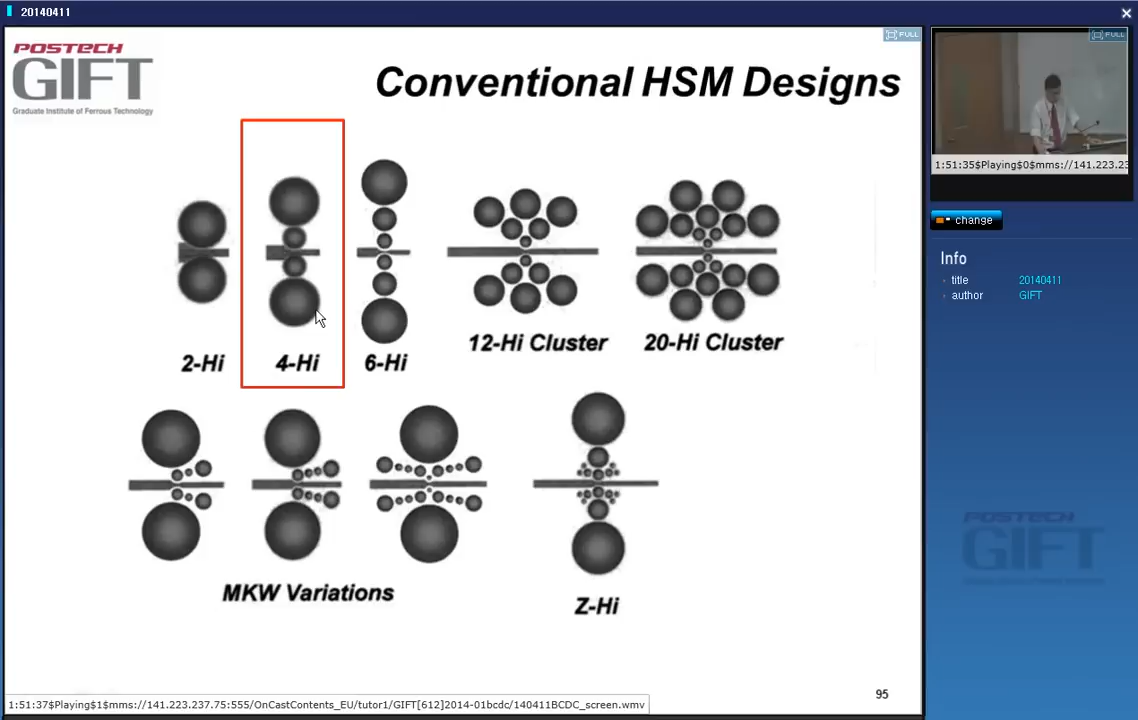 20140411
POSTECH
GIFT
Graduate Institute of Ferrous Technology
FULL
Conventional HSM Designs
2-Hi
4-Hi
6-Hi
12-Hi Cluster
20-Hi Cluster
MKW Variations
Z-Hi
95
1:51:37$Playing$1$mms://141.223.237.75:555/OnCastContents_EU/tutor1/GIFT[612]2014-01bcdc/140411BCDC_screen.wmv
FULL
1:51:35$Playing$0$mms://141.223.23
change
Info
title 20140411
author GIFT
POSTECH
GIFT